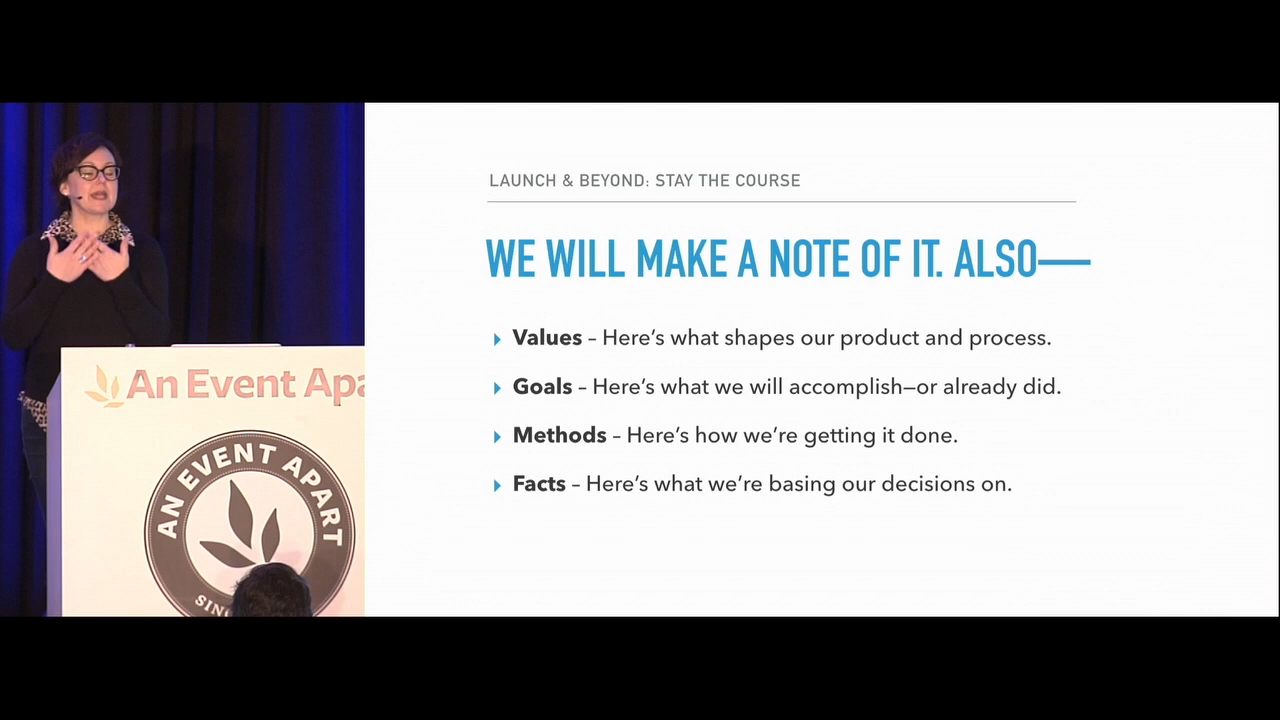 LAUNCH & BEYOND: STAY THE COURSE
WE WILL MAKE A NOTE OF IT. ALSO—
Values – Here’s what shapes our product and process.
Goals – Here’s what we will accomplish—or already did.
Methods – Here’s how we’re getting it done.
Facts – Here’s what we’re basing our decisions on.
An Event Apa
AN EVENT APART
SIN